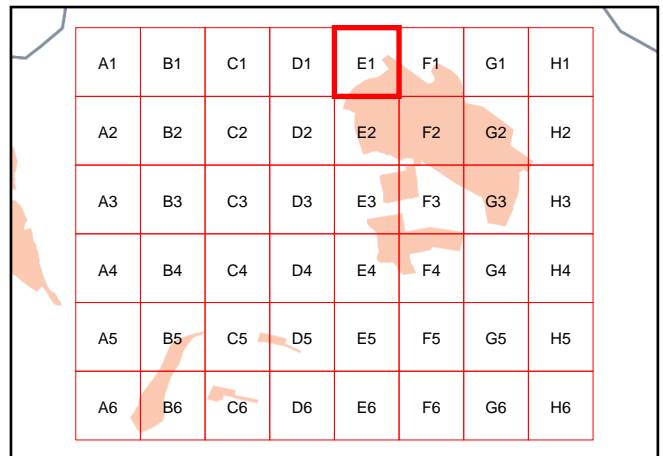 A1 B1 C1 D1 E1 F1 G1 H1
A2 B2 C2 D2 E2 F2 G2 H2
A3 B3 C3 D3 E3 F3 G3 H3
A4 B4 C4 D4 E4 F4 G4 H4
A5 B5 C5 D5 E5 F5 G5 H5
A6 B6 C6 D6 E6 F6 G6 H6